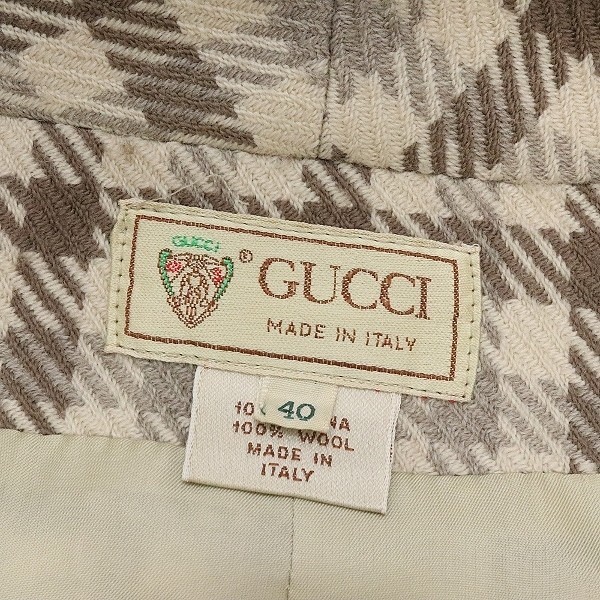 GUCCI
® GUCCI
MADE IN ITALY
40
100% WOOL
MADE IN
ITALY